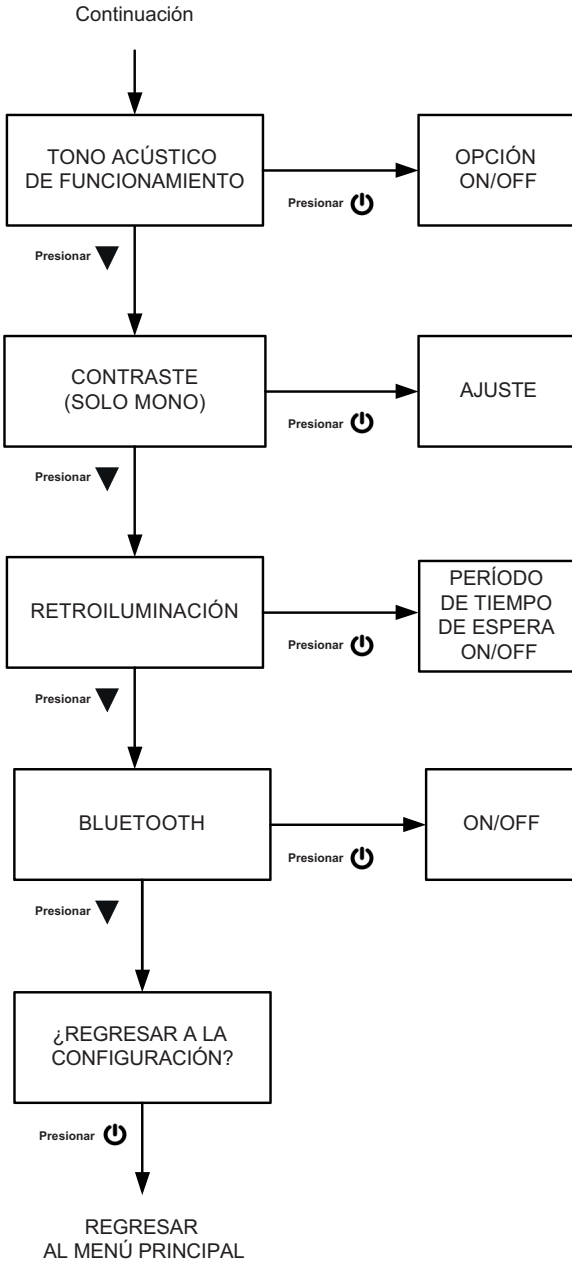 Continuación
TONO ACÚSTICO
DE FUNCIONAMIENTO
OPCIÓN
ON/OFF
Presionar
Presionar
CONTRASTE
(SOLO MONO)
AJUSTE
Presionar
Presionar
RETROILUMINACIÓN
PERÍODO
DE TIEMPO
DE ESPERA
ON/OFF
Presionar
Presionar
BLUETOOTH
ON/OFF
Presionar
Presionar
¿REGRESAR A LA
CONFIGURACIÓN?
Presionar
REGRESAR
AL MENÚ PRINCIPAL